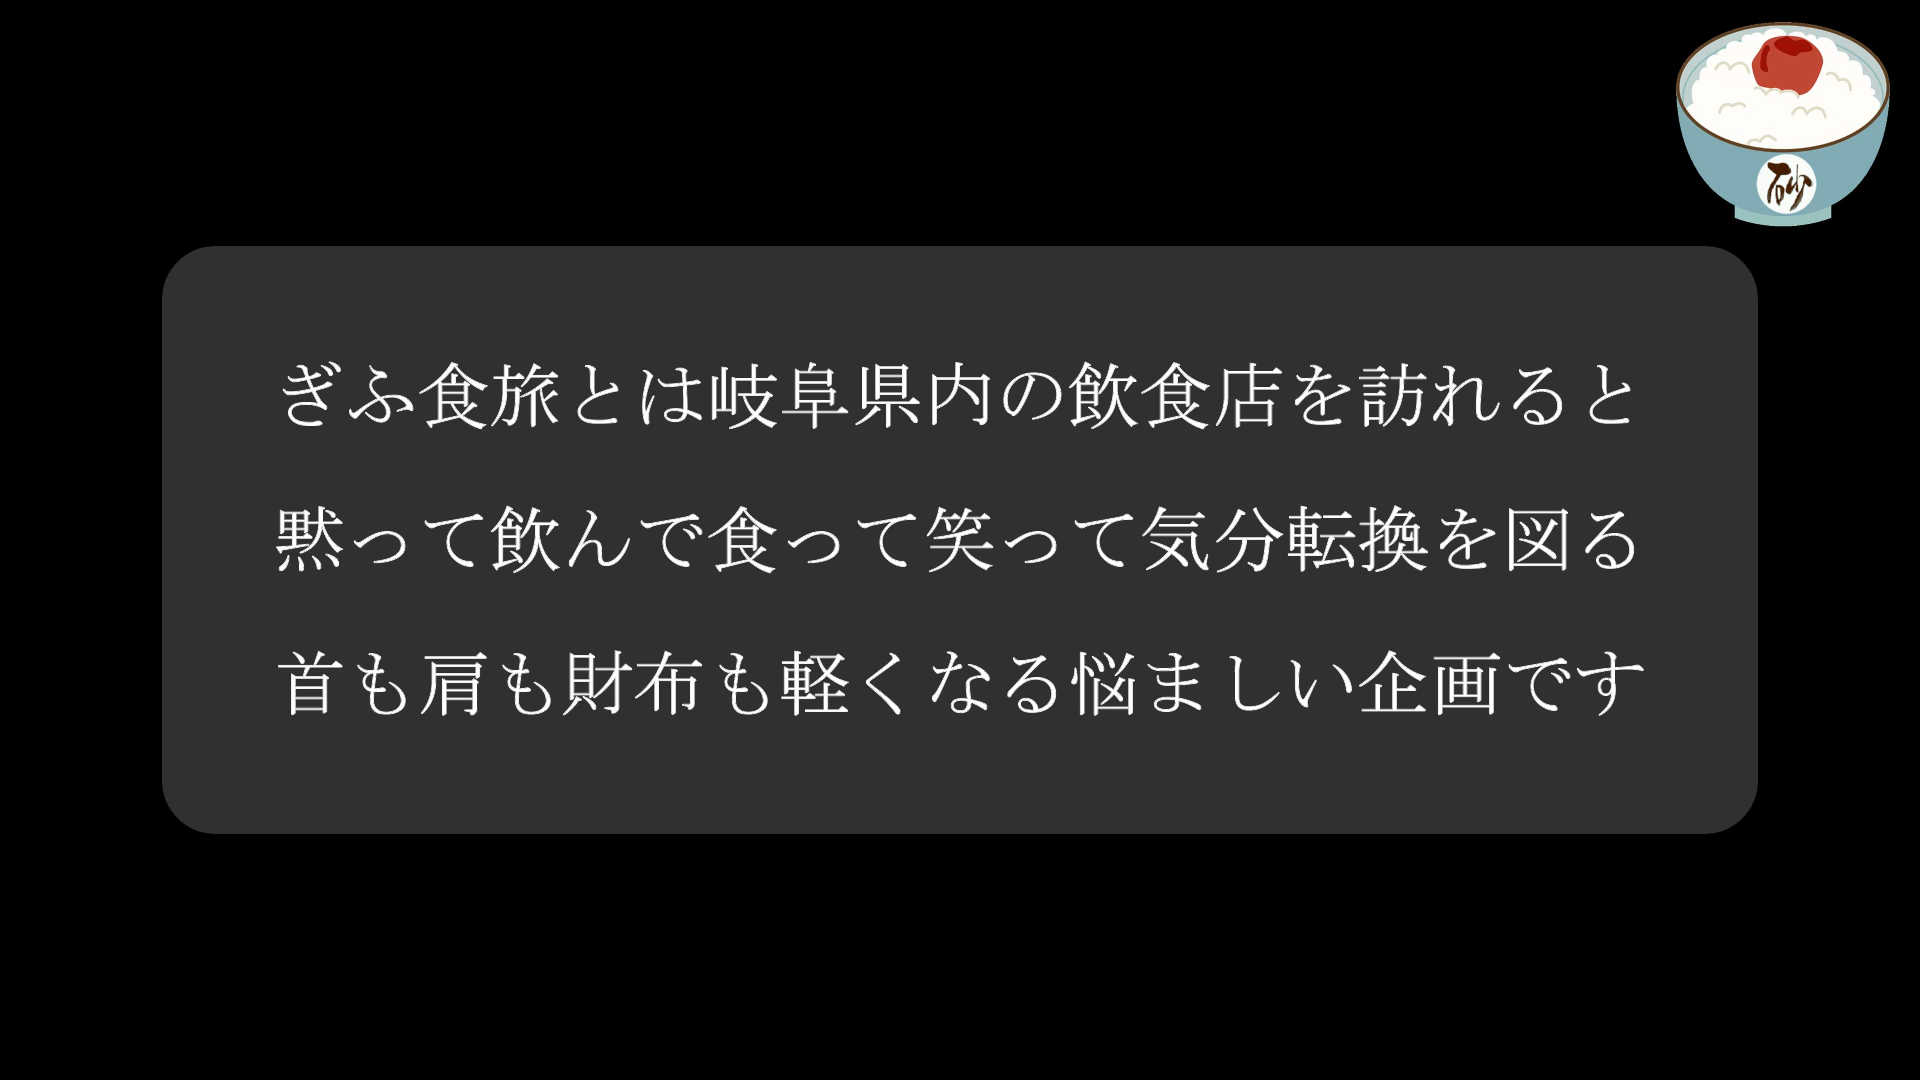 砂
ぎふ食旅とは岐阜県内の飲食店を訪れると
黙って飲んで食って笑って気分転換を図る
首も肩も財布も軽くなる悩ましい企画です